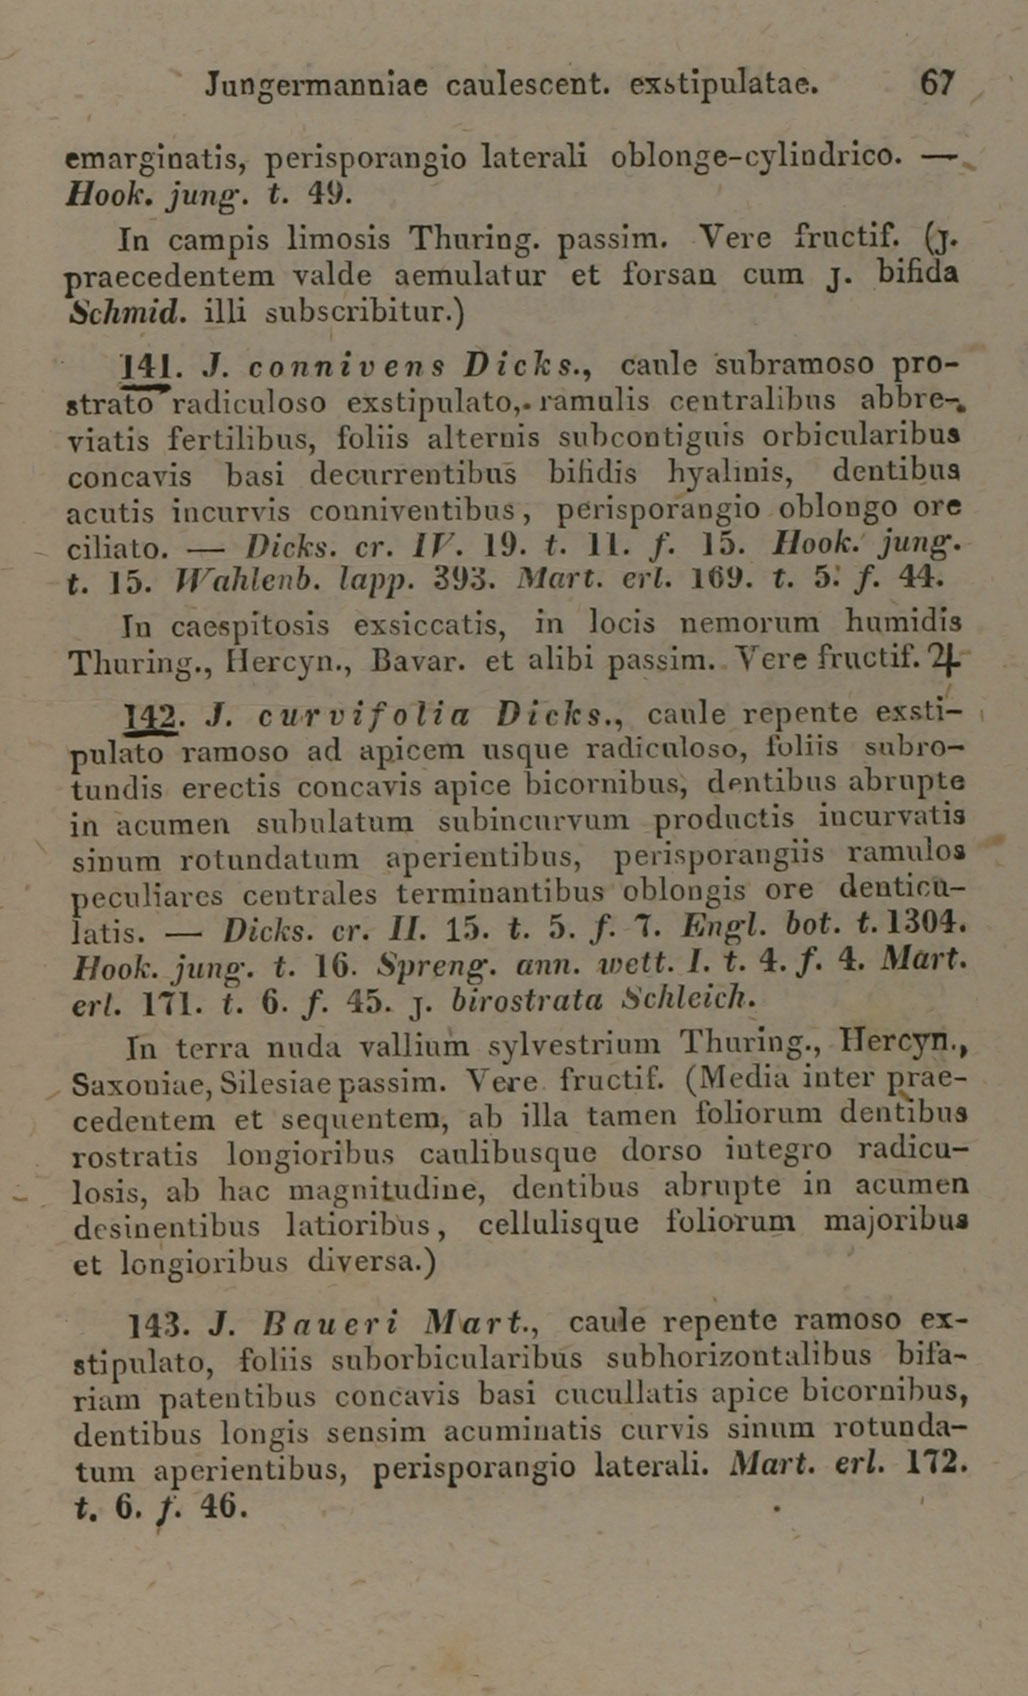 Jungermanniae caulescent. exstipulatae. 67
emarginatis, perisporangio laterali oblonge-cylindrico. —
Hook. jung. t. 49.
In campis limosis Thuring. passim. Vere fructif. (J.
praecedentem valde aemulatur et forsan cum J. bifida
Schmid. illi subscribitur.)
141. J. connivens Dicks., caule subramoso pro-
strato radiculoso exstipulato, ramulis centralibus abbre-
viatis fertilibus, foliis alternis subcontiguis orbicularibus
concavis basi decurrentibus bifidis hyalinis, dentibus
acutis incurvis conniventibus, perisporangio oblongo ore
ciliato. — Dicks. cr. IV. 19. t. 11. f. 15. Hook. jung.
t. 15. Wahlenb. lapp. 393. Mart. erl. 169. t. 5. f. 44.
In caespitosis exsiccatis, in locis nemorum humidis
Thuring., Hercyn., Bavar. et alibi passim. Vere fructif. ♃
142. J. curvifolia Dicks., caule repente exsti-
pulato ramoso ad apicem usque radiculoso, foliis subro-
tundis erectis concavis apice bicornibus, dentibus abrupte
in acumen subulatum subincurvum productis incurvatis
sinum rotundatum aperientibus, perisporangiis ramulos
peculiares centrales terminantibus oblongis ore denticu-
latis. — Dicks. cr. II. 15. t. 5. f. 7. Engl. bot. t. 1304.
Hook. jung. t. 16. Spreng. ann. wett. I. t. 4. f. 4. Mart.
erl. 171. t. 6. f. 45. J. birostrata Schleich.
In terra nuda vallium sylvestrium Thuring., Hercyn.,
Saxoniae, Silesiae passim. Vere fructif. (Media inter prae-
cedentem et sequentem, ab illa tamen foliorum dentibus
rostratis longioribus caulibusque dorso integro radicu-
losis, ab hac magnitudine, dentibus abrupte in acumen
desinentibus latioribus, cellulisque foliorum majoribus
et longioribus diversa.)
143. J. Baueri Mart., caule repente ramoso ex-
stipulato, foliis suborbicularibus subhorizontalibus bifa-
riam patentibus concavis basi cucullatis apice bicornibus,
dentibus longis sensim acuminatis curvis sinum rotunda-
tum aperientibus, perisporangio laterali. Mart. erl. 172.
t. 6. f. 46.